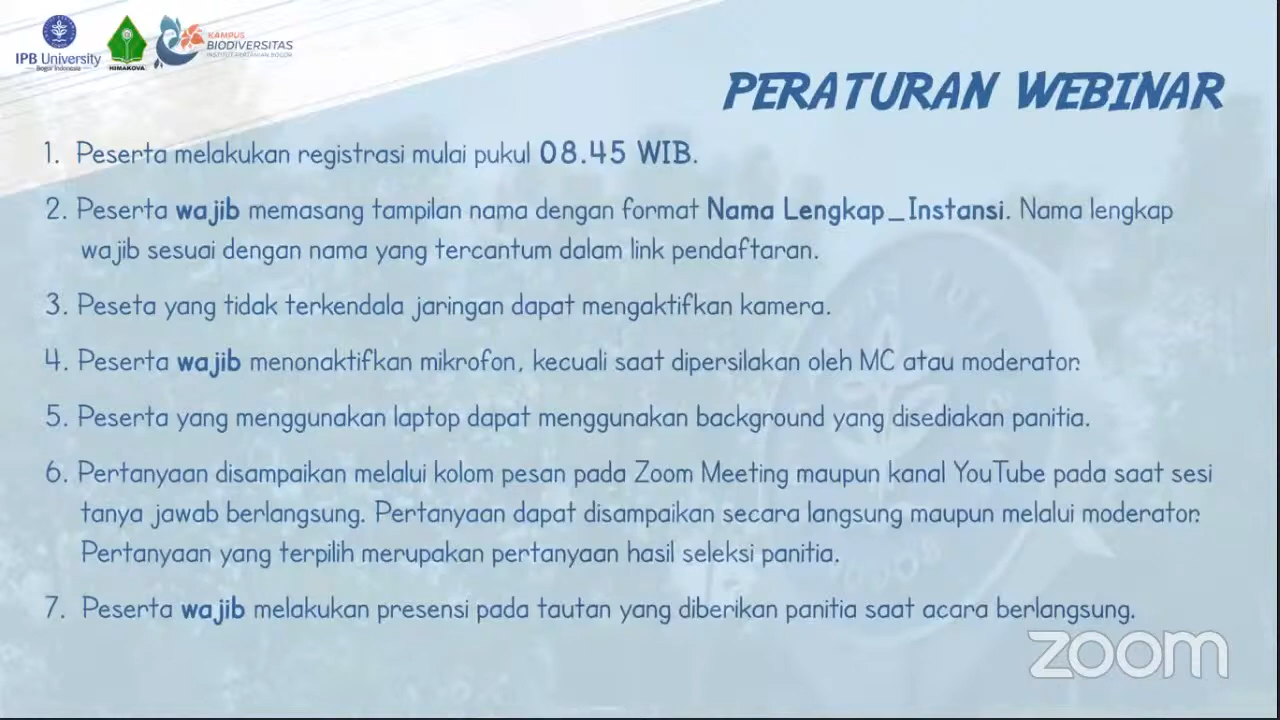 IPB University
Bogor Indonesia
HIMAKOVA
KAMPUS
BIODIVERSITAS
INSTITUT PERTANIAN BOGOR
PERATURAN WEBINAR
1. Peserta melakukan registrasi mulai pukul 08.45 WIB.
2. Peserta wajib memasang tampilan nama dengan format Nama Lengkap_Instansi. Nama lengkap
wajib sesuai dengan nama yang tercantum dalam link pendaftaran.
3. Peseta yang tidak terkendala jaringan dapat mengaktifkan kamera.
4. Peserta wajib menonaktifkan mikrofon, kecuali saat dipersilakan oleh MC atau moderator.
5. Peserta yang menggunakan laptop dapat menggunakan background yang disediakan panitia.
6. Pertanyaan disampaikan melalui kolom pesan pada Zoom Meeting maupun kanal YouTube pada saat sesi
tanya jawab berlangsung. Pertanyaan dapat disampaikan secara langsung maupun melalui moderator.
Pertanyaan yang terpilih merupakan pertanyaan hasil seleksi panitia.
7. Peserta wajib melakukan presensi pada tautan yang diberikan panitia saat acara berlangsung.
zoom